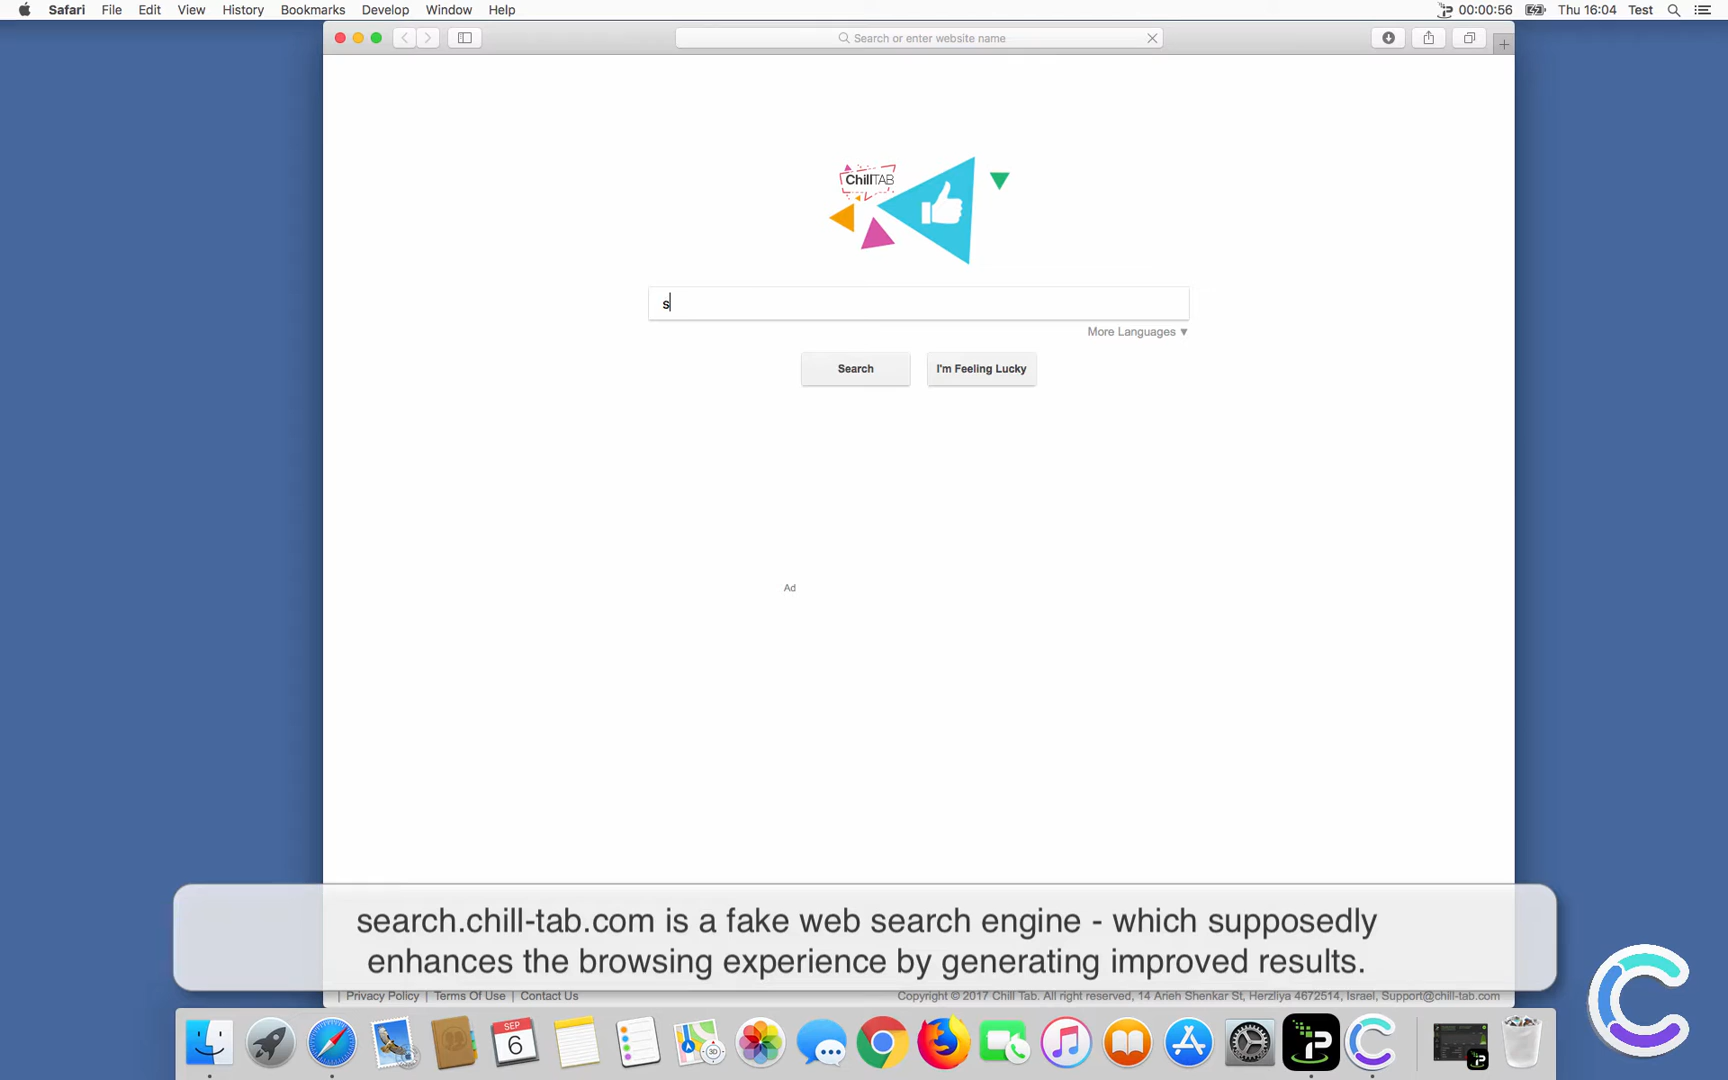 Safari File Edit View History Bookmarks Develop Window Help 00:00:56 Thu 16:04 Test
Search or enter website name
ChillTAB
s
More Languages ▼
Search I'm Feeling Lucky
Ad
search.chill-tab.com is a fake web search engine - which supposedly
enhances the browsing experience by generating improved results.
| Privacy Policy | Terms Of Use | Contact Us Copyright © 2017 Chill Tab. All right reserved, 14 Arieh Shenkar St, Herzliya 4672514, Israel, Support@chill-tab.com
SEP
6
3D